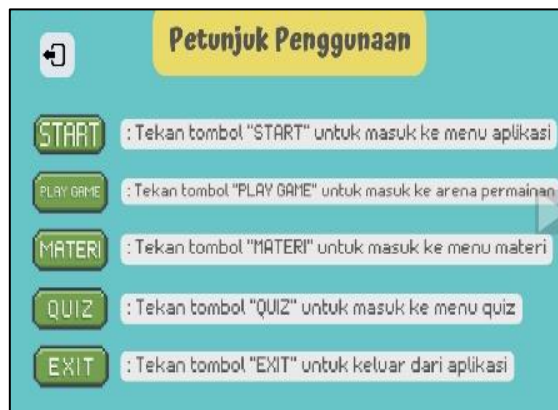 Petunjuk Penggunaan
START : Tekan tombol "START" untuk masuk ke menu aplikasi
PLAY GAME : Tekan tombol "PLAY GAME" untuk masuk ke arena permainan
MATERI : Tekan tombol "MATERI" untuk masuk ke menu materi
QUIZ : Tekan tombol "QUIZ" untuk masuk ke menu quiz
EXIT : Tekan tombol "EXIT" untuk keluar dari aplikasi